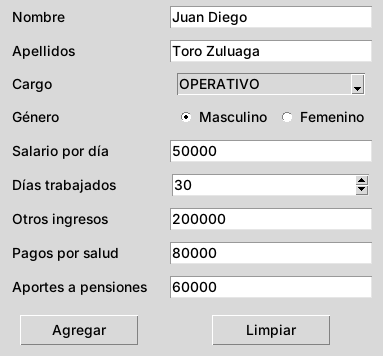 Nombre Juan Diego
Apellidos Toro Zuluaga
Cargo OPERATIVO
Género Masculino Femenino
Salario por día 50000
Días trabajados 30
Otros ingresos 200000
Pagos por salud 80000
Aportes a pensiones 60000
Agregar Limpiar